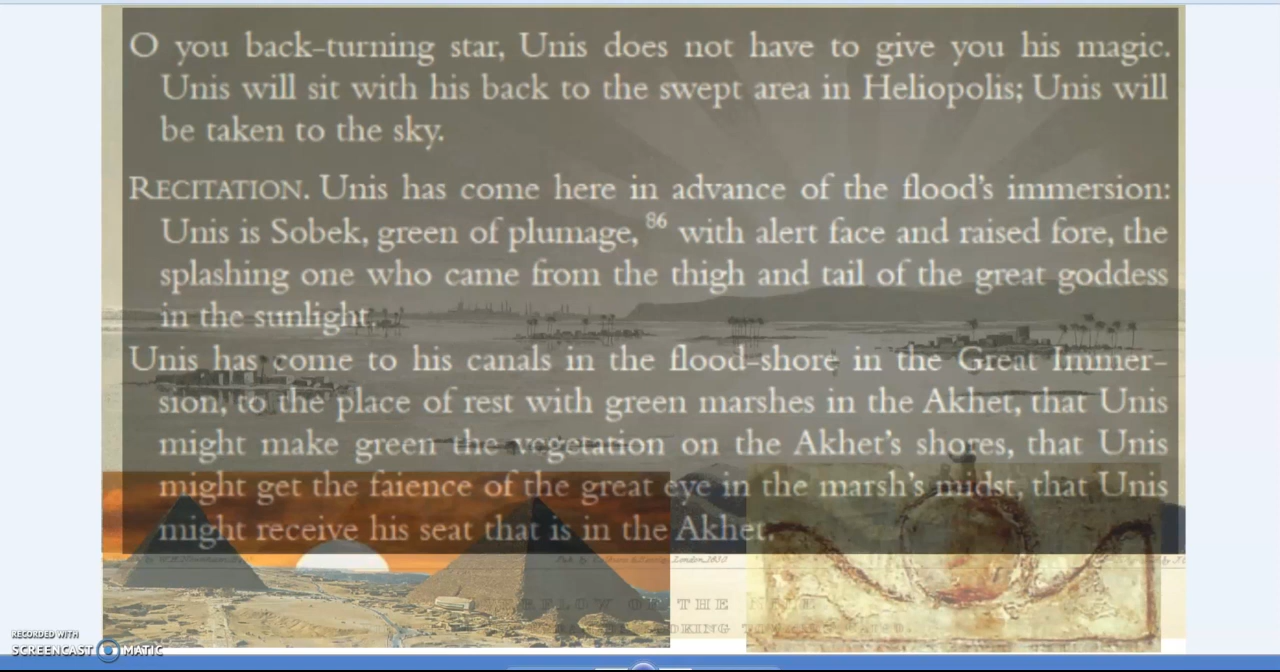 O you back-turning star, Unis does not have to give you his magic.
Unis will sit with his back to the swept area in Heliopolis; Unis will
be taken to the sky.
RECITATION. Unis has come here in advance of the flood's immersion:
Unis is Sobek, green of plumage, 86 with alert face and raised fore, the
splashing one who came from the thigh and tail of the great goddess
in the sunlight.
Unis has come to his canals in the flood-shore in the Great Immer-
sion, to the place of rest with green marshes in the Akhet, that Unis
might make green the vegetation on the Akhet's shores, that Unis
might get the faience of the great eye in the marsh's midst, that Unis
might receive his seat that is in the Akhet.
London, 1830
OF THE
RECORDED WITH
SCREENCAST MATIC